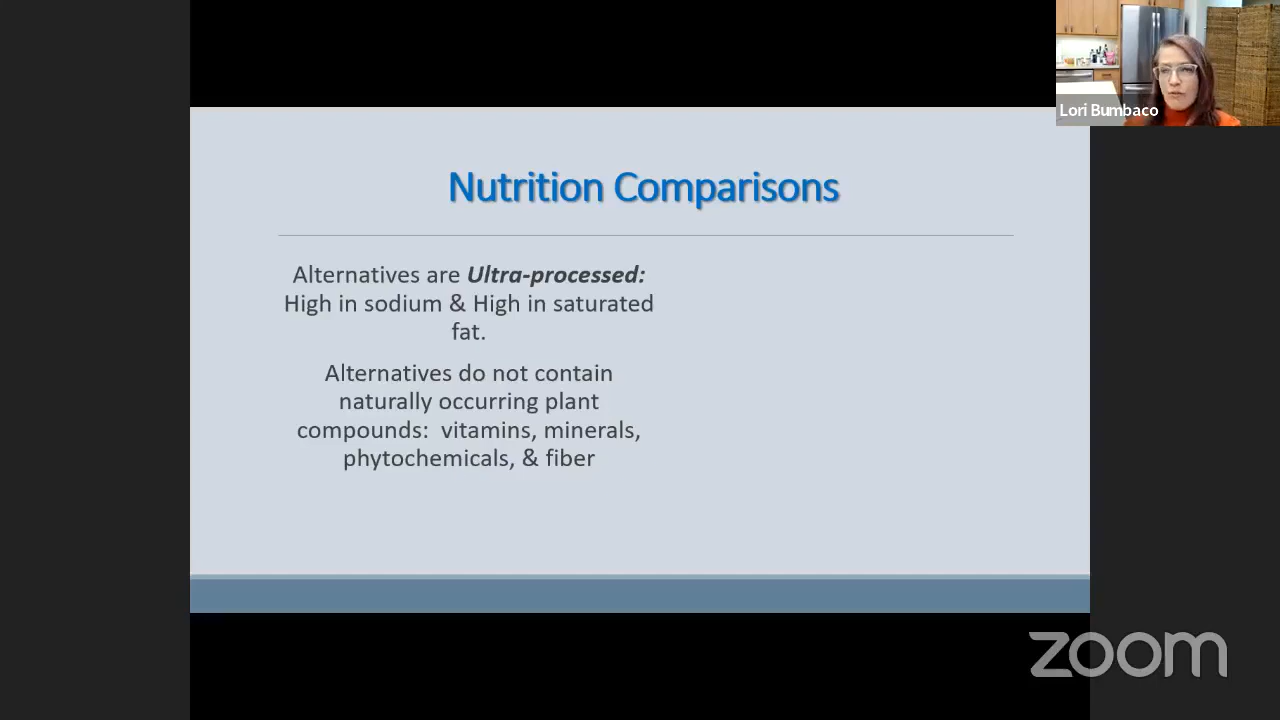 Lori Bumbaco
Nutrition Comparisons
Alternatives are Ultra-processed:
High in sodium & High in saturated
fat.
Alternatives do not contain
naturally occurring plant
compounds:  vitamins, minerals,
phytochemicals, & fiber
zoom